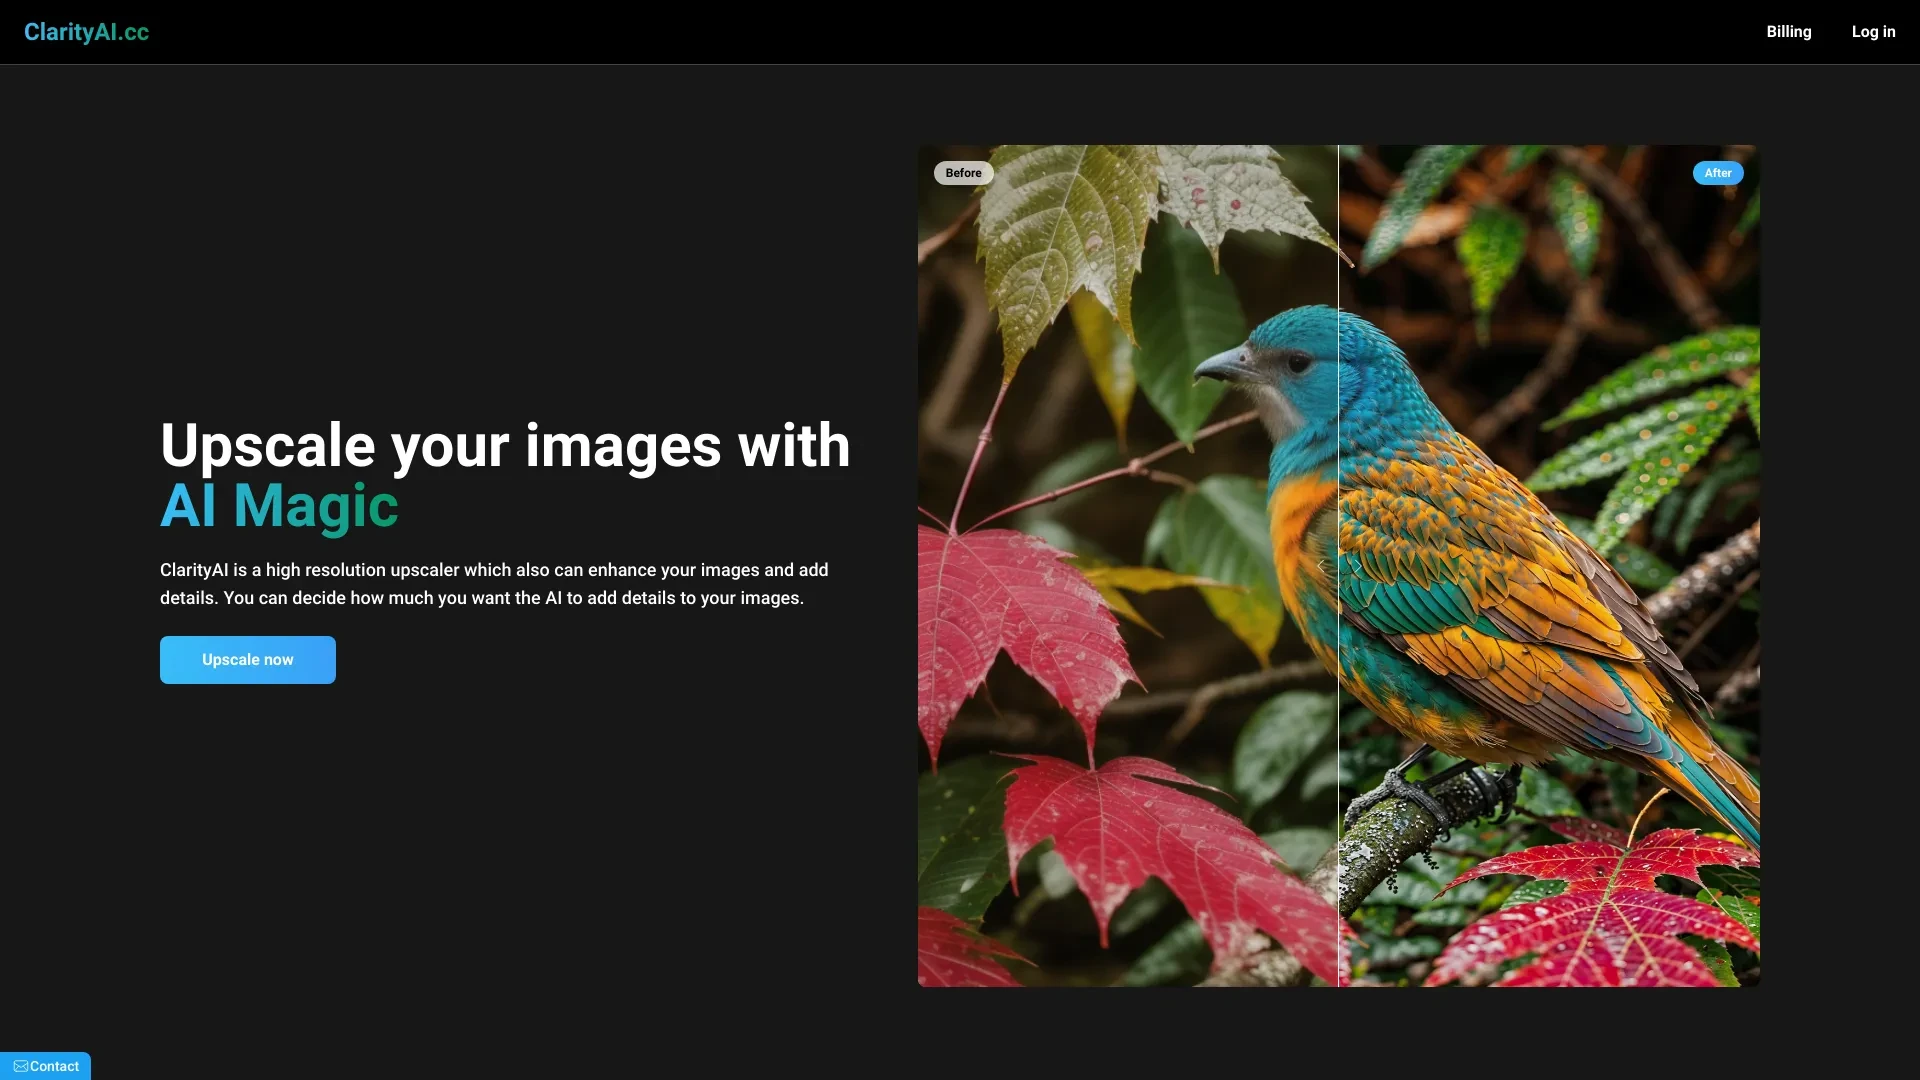 ClarityAI.cc
Billing
Log in
Before
After
Upscale your images with
AI Magic
ClarityAI is a high resolution upscaler which also can enhance your images and add
details. You can decide how much you want the AI to add details to your images.
Upscale now
Contact